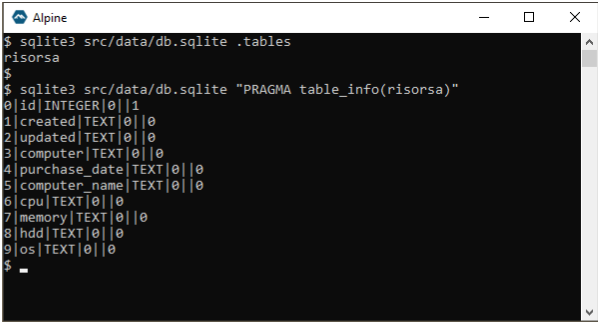 Alpine
$ sqlite3 src/data/db.sqlite .tables
risorsa
$
$ sqlite3 src/data/db.sqlite "PRAGMA table_info(risorsa)"
0|id|INTEGER|0||1
1|created|TEXT|0||0
2|updated|TEXT|0||0
3|computer|TEXT|0||0
4|purchase_date|TEXT|0||0
5|computer_name|TEXT|0||0
6|cpu|TEXT|0||0
7|memory|TEXT|0||0
8|hdd|TEXT|0||0
9|os|TEXT|0||0
$